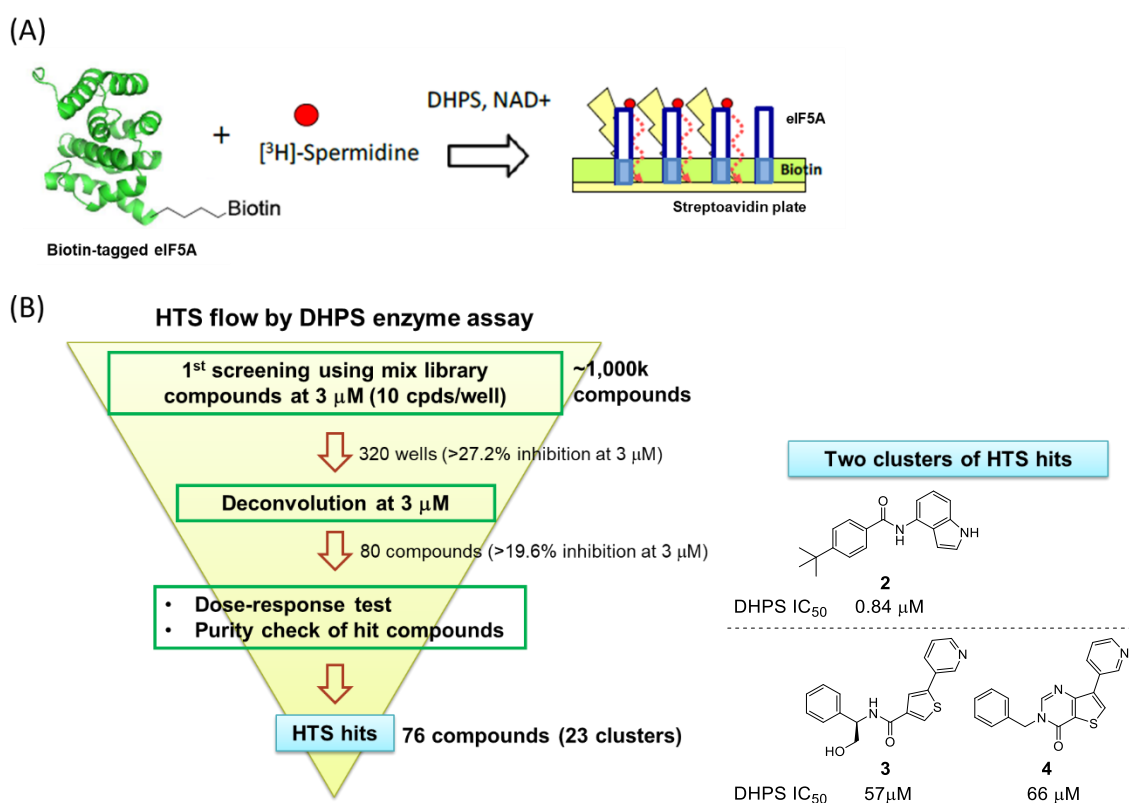 (A)
Biotin
Biotin-tagged eIF5A
+
[³H]-Spermidine
DHPS, NAD+
eIF5A
Biotin
Streptoavidin plate
(B)
HTS flow by DHPS enzyme assay
1st screening using mix library
compounds at 3 μM (10 cpds/well)
~1,000k
compounds
320 wells (>27.2% inhibition at 3 μM)
Deconvolution at 3 μM
80 compounds (>19.6% inhibition at 3 μM)
• Dose-response test
• Purity check of hit compounds
HTS hits
76 compounds (23 clusters)
Two clusters of HTS hits
O
N
H
NH
2
DHPS IC50 0.84 μM
N
S
H
N
HO
O
3
N
N
N
S
O
4
DHPS IC50 57μM 66 μM